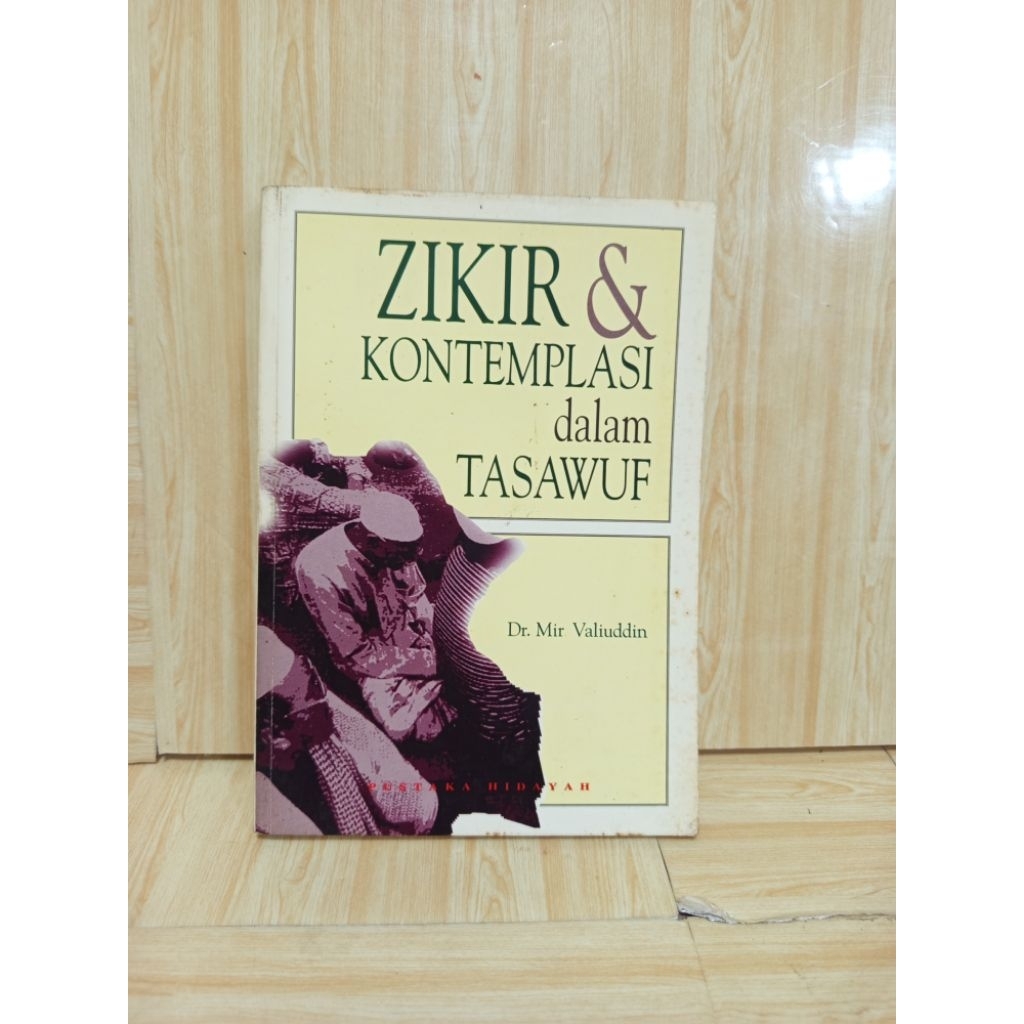 ZIKIR &
KONTEMPLASI
dalam
TASAWUF
Dr. Mir Valiuddin
PUSTAKA HIDAYAH